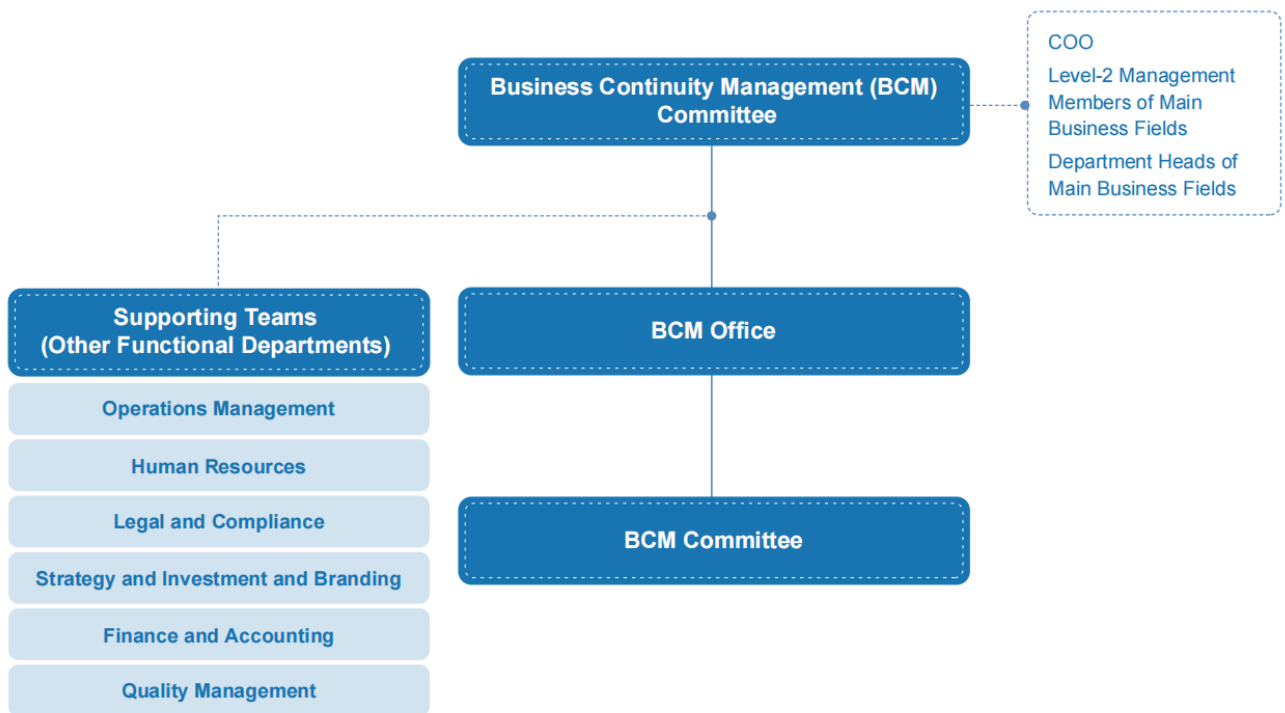 Business Continuity Management (BCM)
Committee
COO
Level-2 Management
Members of Main
Business Fields
Department Heads of
Main Business Fields
Supporting Teams
(Other Functional Departments)
Operations Management
Human Resources
Legal and Compliance
Strategy and Investment and Branding
Finance and Accounting
Quality Management
BCM Office
BCM Committee